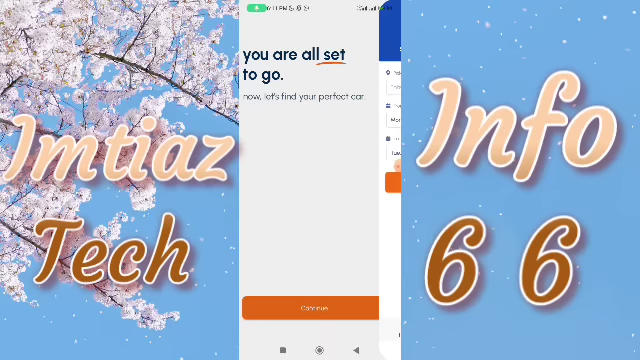 Imtiaz
Tech
you are all set
to go.
now, let's find your perfect car.
Continue
Info
6 6